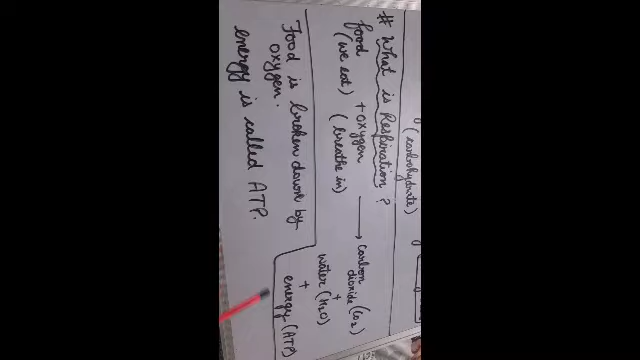 (carbohydrate)
# What is Respiration?
food + oxygen → carbon
(we eat) (breathe in) dioxide (CO2)
+
water (H2O)
+
energy (ATP)
Food is broken down by
oxygen.
energy is called ATP.